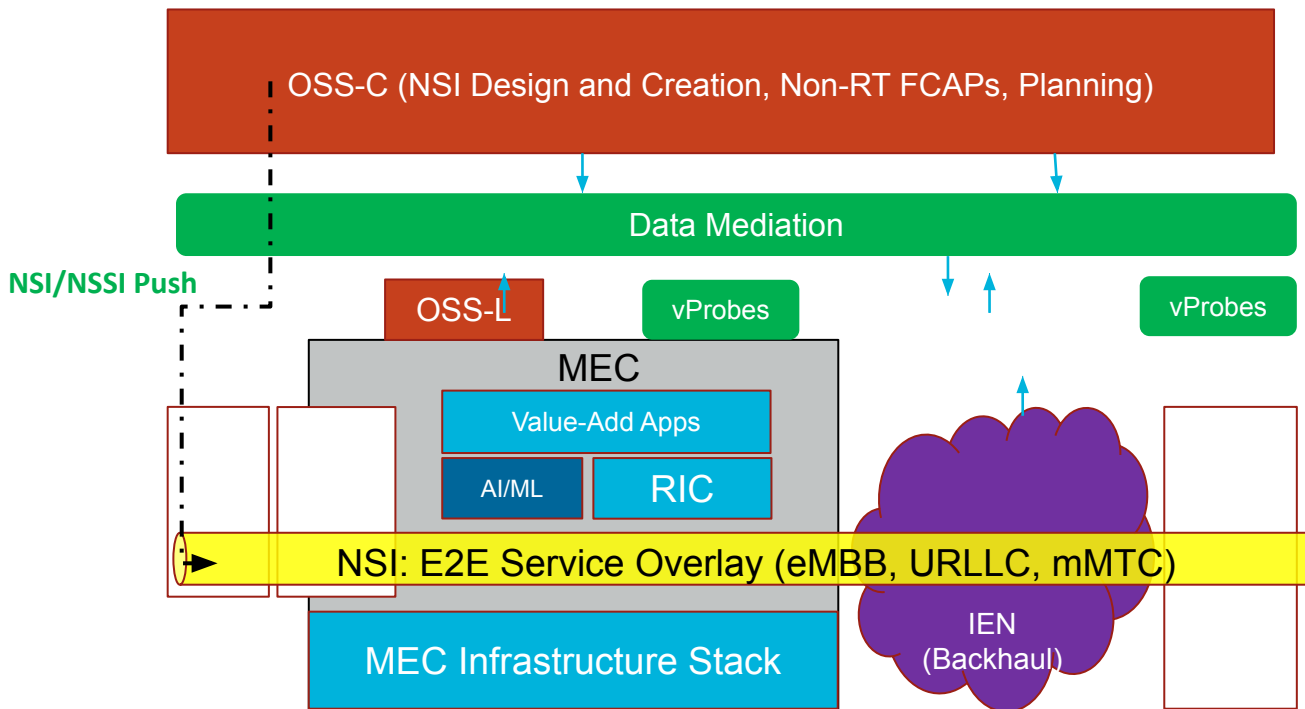 OSS-C (NSI Design and Creation, Non-RT FCAPs, Planning)
Data Mediation
NSI/NSSI Push
OSS-L
vProbes
vProbes
MEC
Value-Add Apps
AI/ML
RIC
NSI: E2E Service Overlay (eMBB, URLLC, mMTC)
IEN
(Backhaul)
MEC Infrastructure Stack